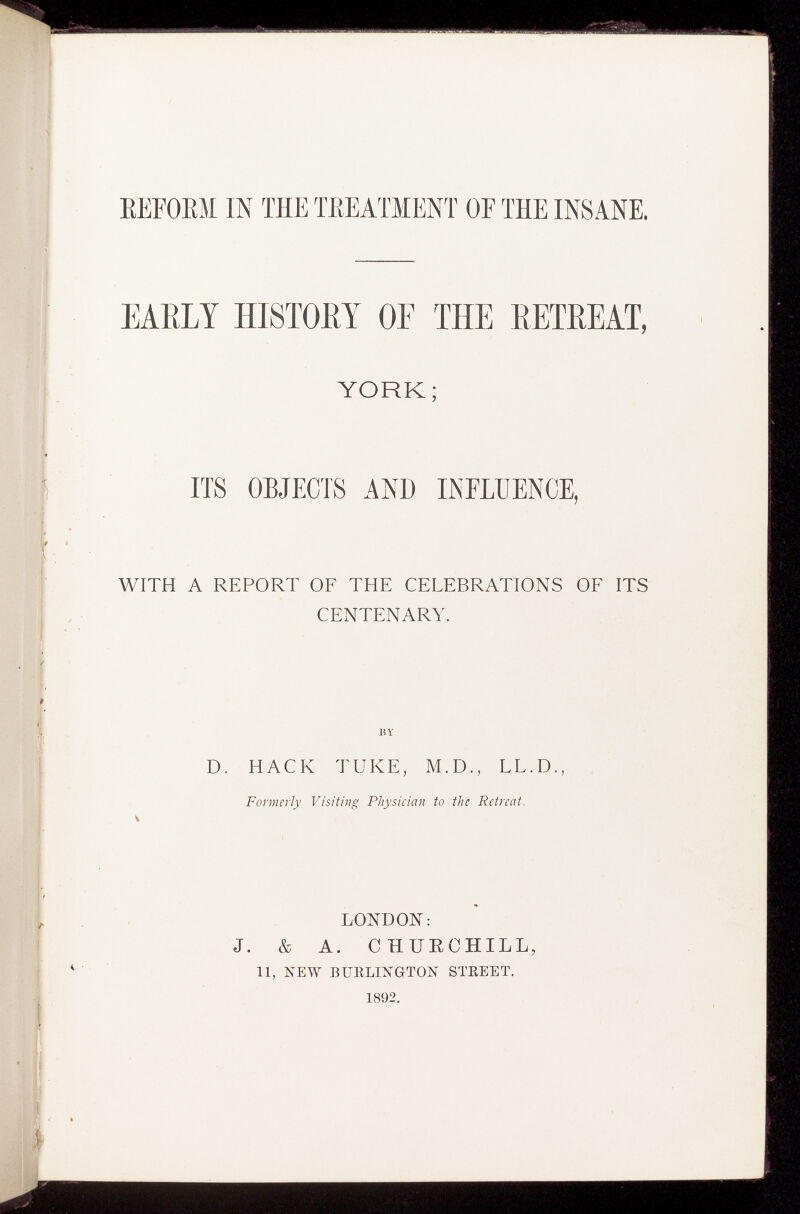 REFORM IN THE TREATMENT OF THE INSANE.
EARLY HISTORY OF THE RETREAT,
YORK;
ITS OBJECTS AND INFLUENCE,
WITH A REPORT OF THE CELEBRATIONS OF ITS
CENTENARY.
BY
D. HACK TUKE, M.D., LL.D.,
Formerly Visiting Physician to the Retreat.
LONDON:
J. & A. CHURCHILL,
11, NEW BURLINGTON STREET.
1892.